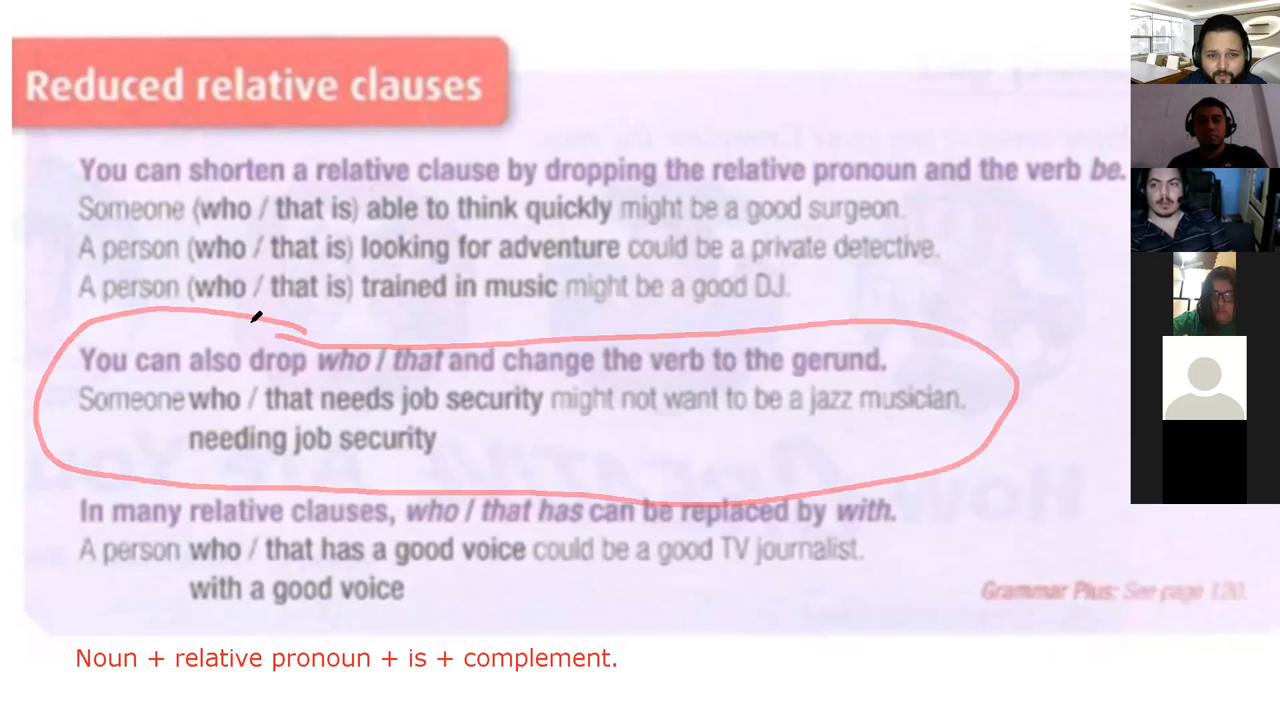 Reduced relative clauses
You can shorten a relative clause by dropping the relative pronoun and the verb be.
Someone (who / that is) able to think quickly might be a good surgeon.
A person (who / that is) looking for adventure could be a private detective.
A person (who / that is) trained in music might be a good DJ.
You can also drop who / that and change the verb to the gerund.
Someone who / that needs job security might not want to be a jazz musician.
needing job security
In many relative clauses, who / that has can be replaced by with.
A person who / that has a good voice could be a good TV journalist.
with a good voice
Grammar Plus: See page 120.
Noun + relative pronoun + is + complement.